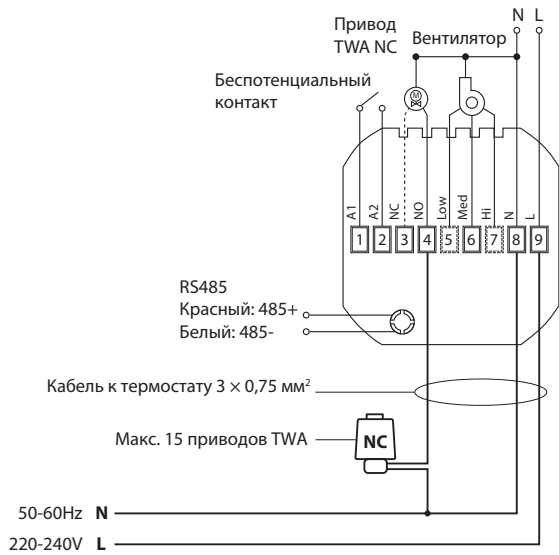 N L
Привод
TWA NC
Вентилятор
Беспотенциальный
контакт
M
A1
A2
NC
NO
Low
Med
Hi
N
L
1 2 3 4 5 6 7 8 9
RS485
Красный: 485+
Белый: 485-
Кабель к термостату 3 × 0,75 мм²
Макс. 15 приводов TWA
NC
50-60Hz N
220-240V L